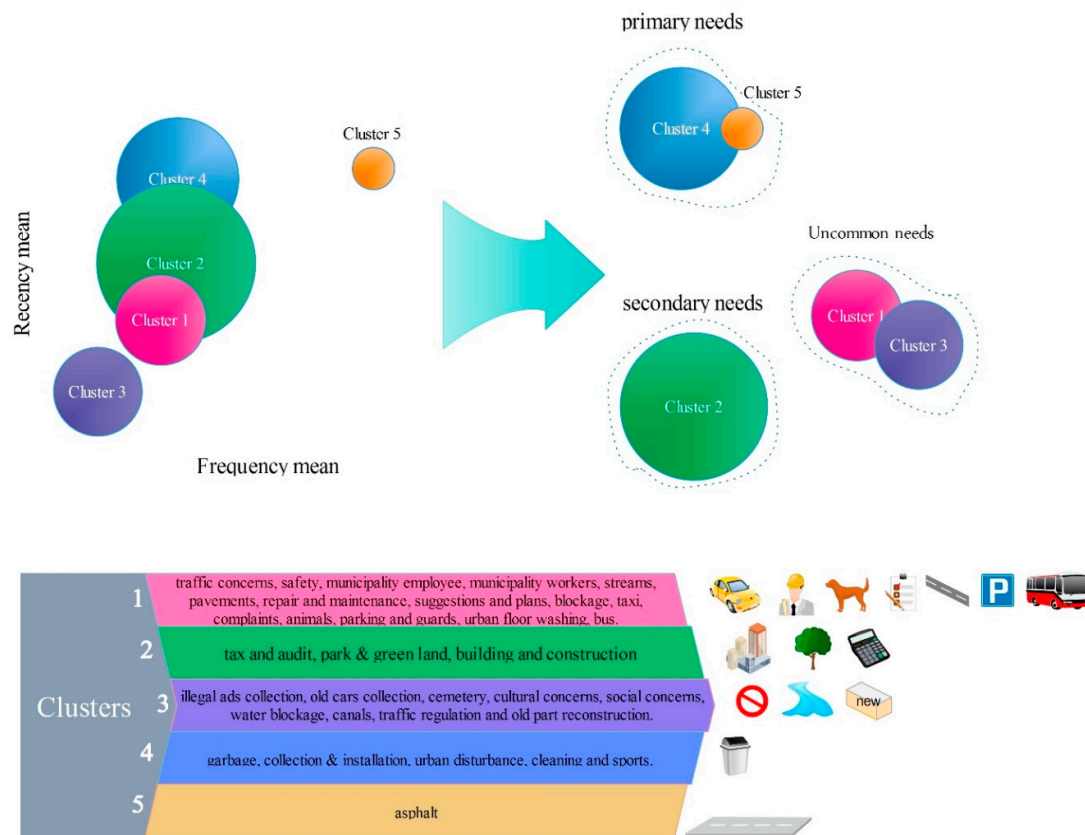 primary needs
Cluster 5
Cluster 4
Cluster 5
Cluster 4
Recency mean
Cluster 2
Cluster 1
Cluster 3
Frequency mean
Uncommon needs
Cluster 1
Cluster 3
secondary needs
Cluster 2
Clusters
1
traffic concerns, safety, municipality employee, municipality workers, streams,
pavements, repair and maintenance, suggestions and plans, blockage, taxi,
complaints, animals, parking and guards, urban floor washing, bus.
P
2
tax and audit, park & green land, building and construction
3
illegal ads collection, old cars collection, cemetery, cultural concerns, social concerns,
water blockage, canals, traffic regulation and old part reconstruction.
new
4
garbage, collection & installation, urban disturbance, cleaning and sports.
5
asphalt